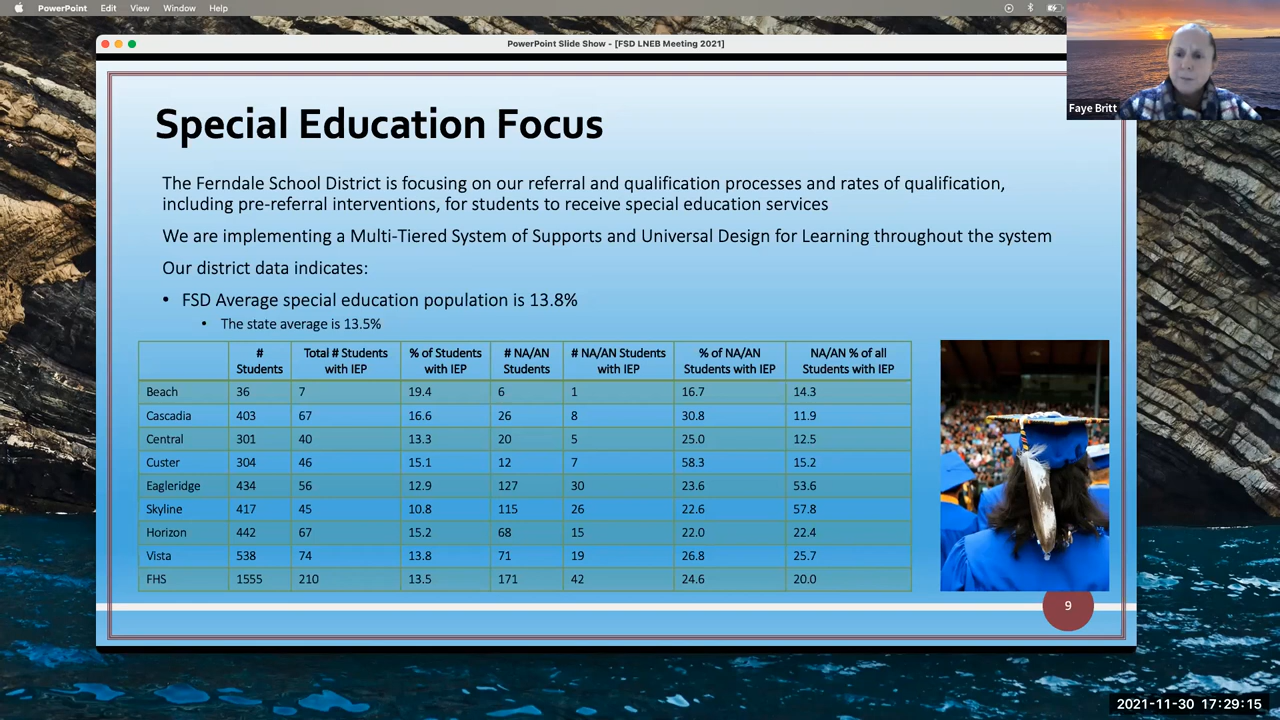 PowerPoint Edit View Window Help
PowerPoint Slide Show - [FSD LNEB Meeting 2021]
Faye Britt
Special Education Focus
The Ferndale School District is focusing on our referral and qualification processes and rates of qualification,
including pre-referral interventions, for students to receive special education services
We are implementing a Multi-Tiered System of Supports and Universal Design for Learning throughout the system
Our district data indicates:
• FSD Average special education population is 13.8%
• The state average is 13.5%
# Students Total # Students with IEP % of Students with IEP # NA/AN Students # NA/AN Students with IEP % of NA/AN Students with IEP NA/AN % of all Students with IEP
Beach 36 7 19.4 6 1 16.7 14.3
Cascadia 403 67 16.6 26 8 30.8 11.9
Central 301 40 13.3 20 5 25.0 12.5
Custer 304 46 15.1 12 7 58.3 15.2
Eagleridge 434 56 12.9 127 30 23.6 53.6
Skyline 417 45 10.8 115 26 22.6 57.8
Horizon 442 67 15.2 68 15 22.0 22.4
Vista 538 74 13.8 71 19 26.8 25.7
FHS 1555 210 13.5 171 42 24.6 20.0
9
2021-11-30 17:29:15